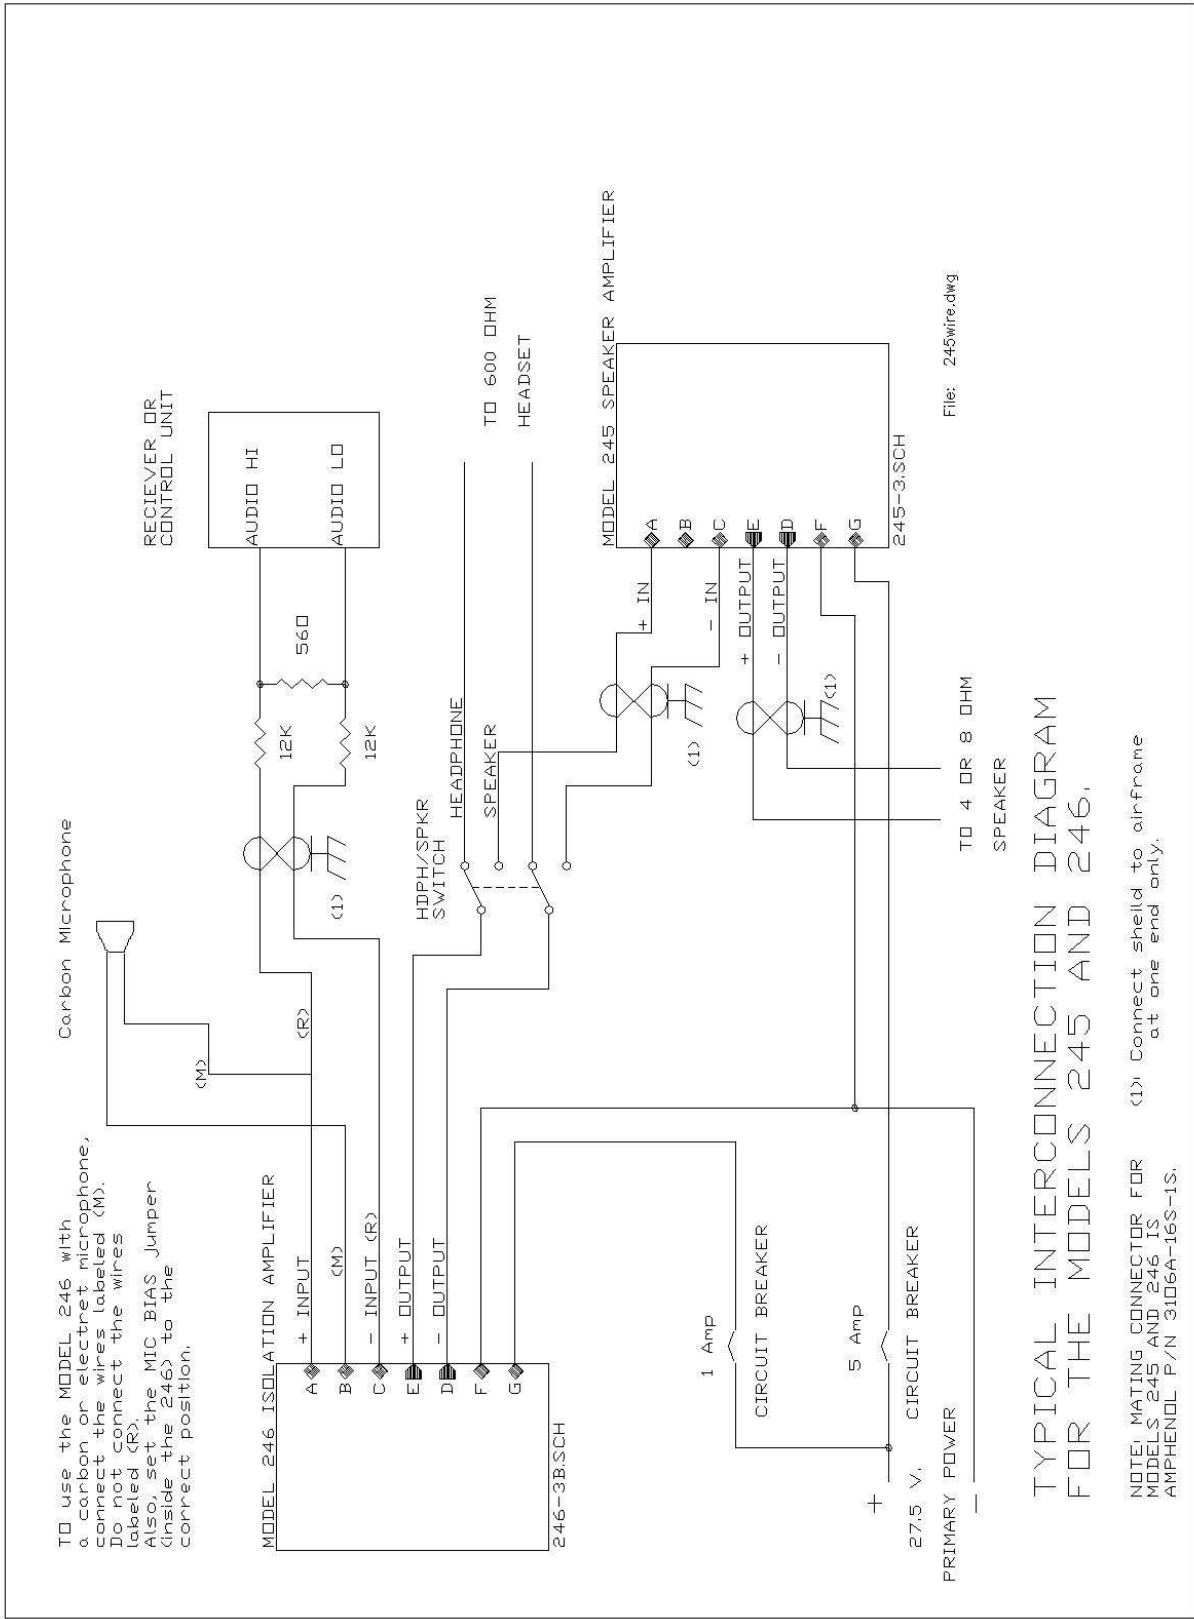 TO use the MODEL 246 with
a carbon or electret microphone,
connect the wires labeled (M).
Do not connect the wires
labeled (R).
Also, set the MIC BIAS Jumper
(inside the 246) to the
correct position.
Carbon Microphone
RECIEVER OR
CONTROL UNIT
AUDIO HI
AUDIO LO
560
12K
12K
(1)
(M)
(R)
MODEL 246 ISOLATION AMPLIFIER
A
+ INPUT
B
(M)
C
- INPUT (R)
E
+ OUTPUT
D
- OUTPUT
F
G
246-3B.SCH
HDPH/SPKR
SWITCH
HEADPHONE
SPEAKER
TO 600 OHM
HEADSET
MODEL 245 SPEAKER AMPLIFIER
+ IN
A
B
- IN
C
+ OUTPUT
E
- OUTPUT
D
F
G
245-3.SCH
(1)
(1)
TO 4 OR 8 OHM
SPEAKER
File: 245wire.dwg
1 Amp
CIRCUIT BREAKER
5 Amp
CIRCUIT BREAKER
+
27.5 V.
PRIMARY POWER
-
TYPICAL INTERCONNECTION DIAGRAM
FOR THE MODELS 245 AND 246.
NOTE: MATING CONNECTOR FOR
MODELS 245 AND 246 IS
AMPHENOL P/N 3106A-16S-1S.
(1): Connect sheild to airframe
at one end only.